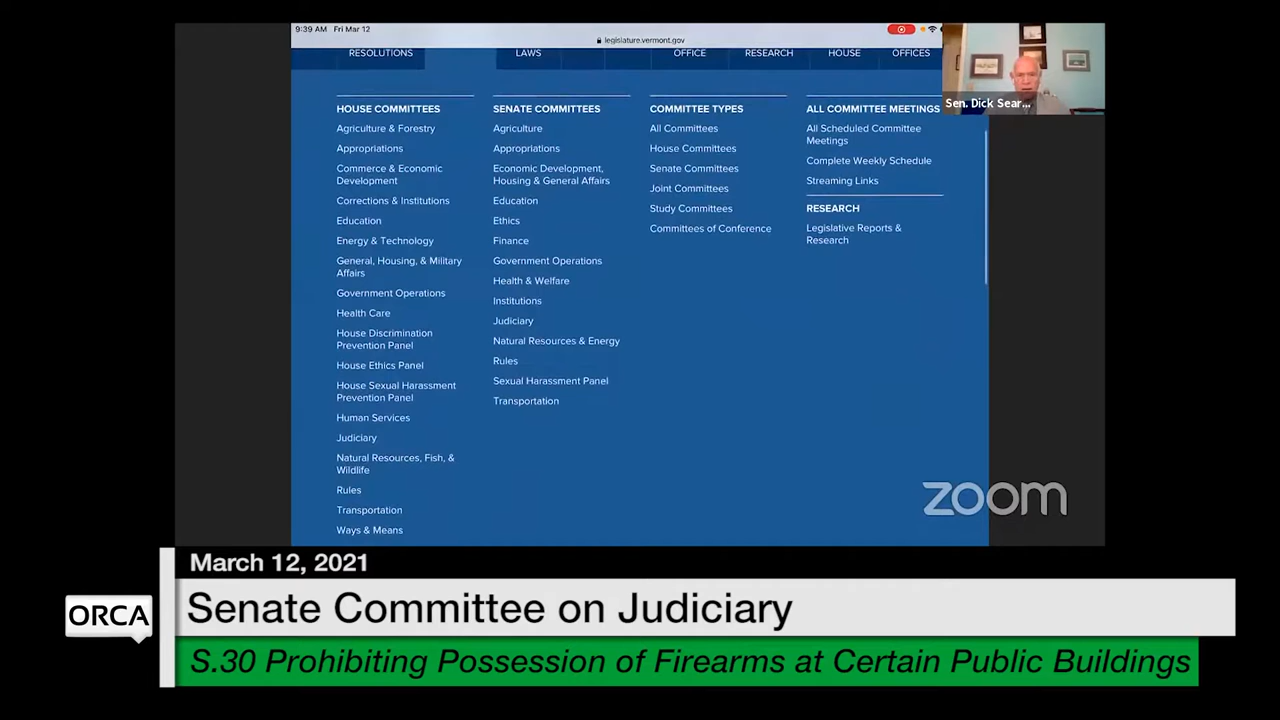 9:39 AM Fri Mar 12
legislature.vermont.gov
RESOLUTIONS
LAWS
OFFICE
RESEARCH
HOUSE
OFFICES
Sen. Dick Sear...
HOUSE COMMITTEES
Agriculture & Forestry
Appropriations
Commerce & Economic
Development
Corrections & Institutions
Education
Energy & Technology
General, Housing, & Military
Affairs
Government Operations
Health Care
House Discrimination
Prevention Panel
House Ethics Panel
House Sexual Harassment
Prevention Panel
Human Services
Judiciary
Natural Resources, Fish, &
Wildlife
Rules
Transportation
Ways & Means
SENATE COMMITTEES
Agriculture
Appropriations
Economic Development,
Housing & General Affairs
Education
Ethics
Finance
Government Operations
Health & Welfare
Institutions
Judiciary
Natural Resources & Energy
Rules
Sexual Harassment Panel
Transportation
COMMITTEE TYPES
All Committees
House Committees
Senate Committees
Joint Committees
Study Committees
Committees of Conference
ALL COMMITTEE MEETINGS
All Scheduled Committee
Meetings
Complete Weekly Schedule
Streaming Links
RESEARCH
Legislative Reports &
Research
zoom
March 12, 2021
ORCA
Senate Committee on Judiciary
S.30 Prohibiting Possession of Firearms at Certain Public Buildings